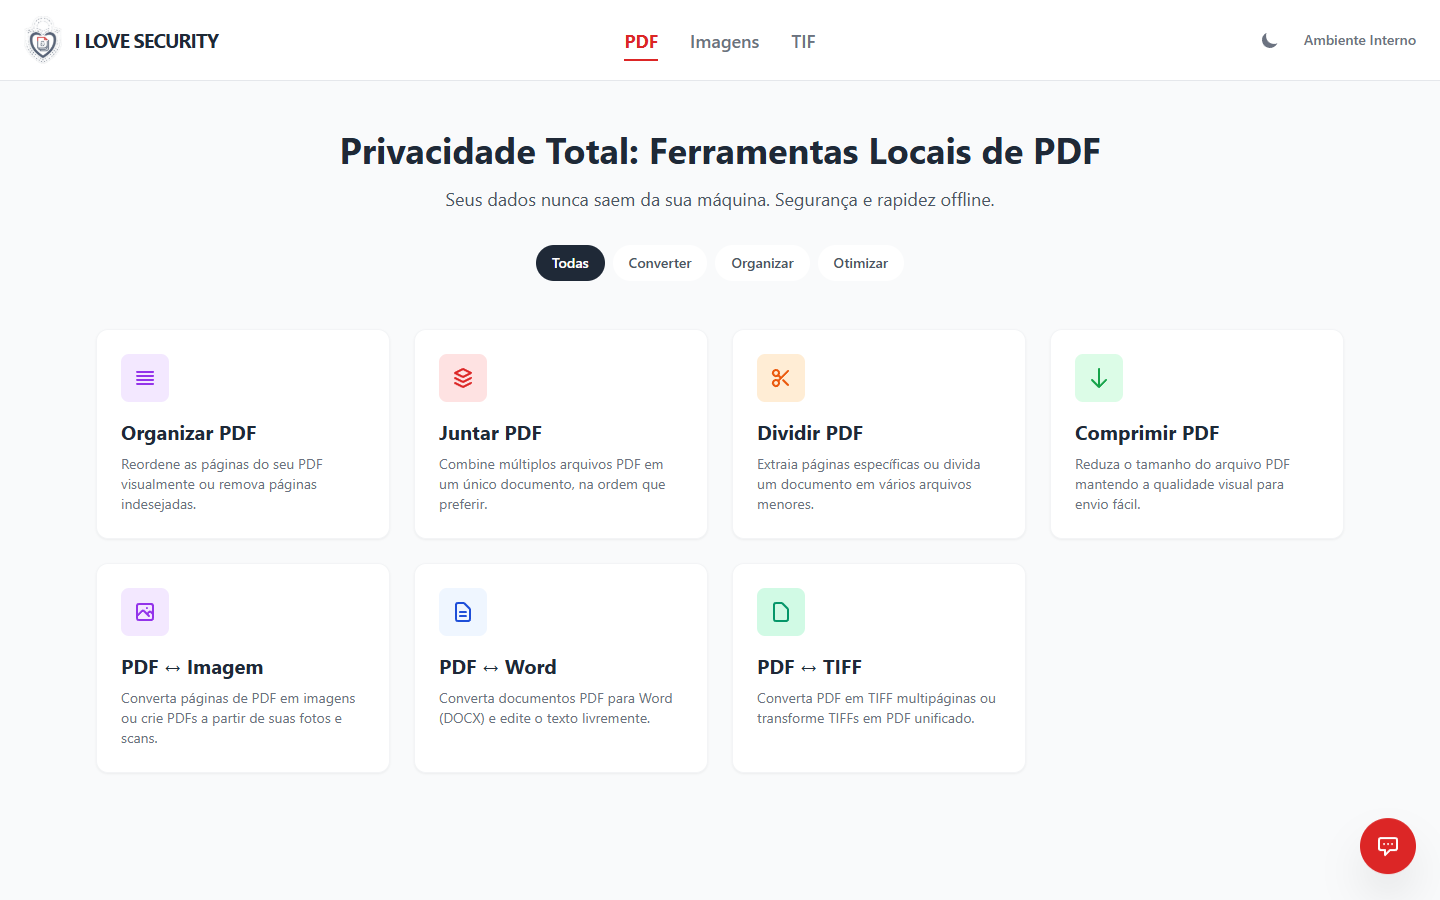 I LOVE SECURITY
PDF
Imagens
TIF
Ambiente Interno
Privacidade Total: Ferramentas Locais de PDF
Seus dados nunca saem da sua máquina. Segurança e rapidez offline.
Todas
Converter
Organizar
Otimizar
Organizar PDF
Reordene as páginas do seu PDF
visualmente ou remova páginas
indesejadas.
Juntar PDF
Combine múltiplos arquivos PDF em
um único documento, na ordem que
preferir.
Dividir PDF
Extraia páginas específicas ou divida
um documento em vários arquivos
menores.
Comprimir PDF
Reduza o tamanho do arquivo PDF
mantendo a qualidade visual para
envio fácil.
PDF ↔ Imagem
Converta páginas de PDF em imagens
ou crie PDFs a partir de suas fotos e
scans.
PDF ↔ Word
Converta documentos PDF para Word
(DOCX) e edite o texto livremente.
PDF ↔ TIFF
Converta PDF em TIFF multipáginas ou
transforme TIFFs em PDF unificado.